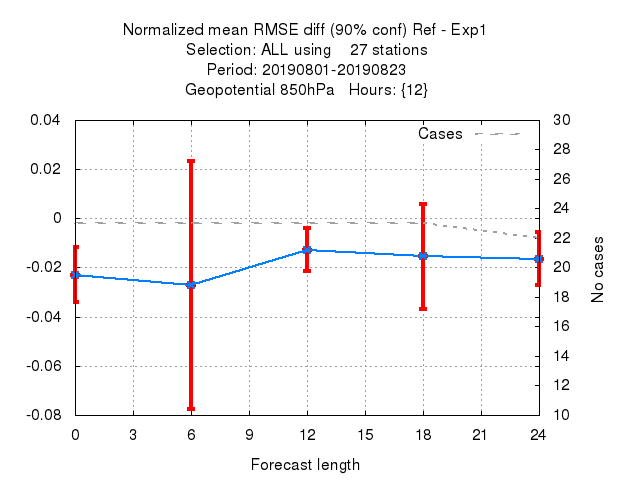 Normalized mean RMSE diff (90% conf) Ref - Exp1
Selection: ALL using    27 stations
Period: 20190801-20190823
Geopotential 850hPa   Hours: {12}
Cases
0.04
0.02
0
-0.02
-0.04
-0.06
-0.08
30
28
26
24
22
20
18
16
14
12
10
No cases
0 3 6 9 12 15 18 21 24
Forecast length